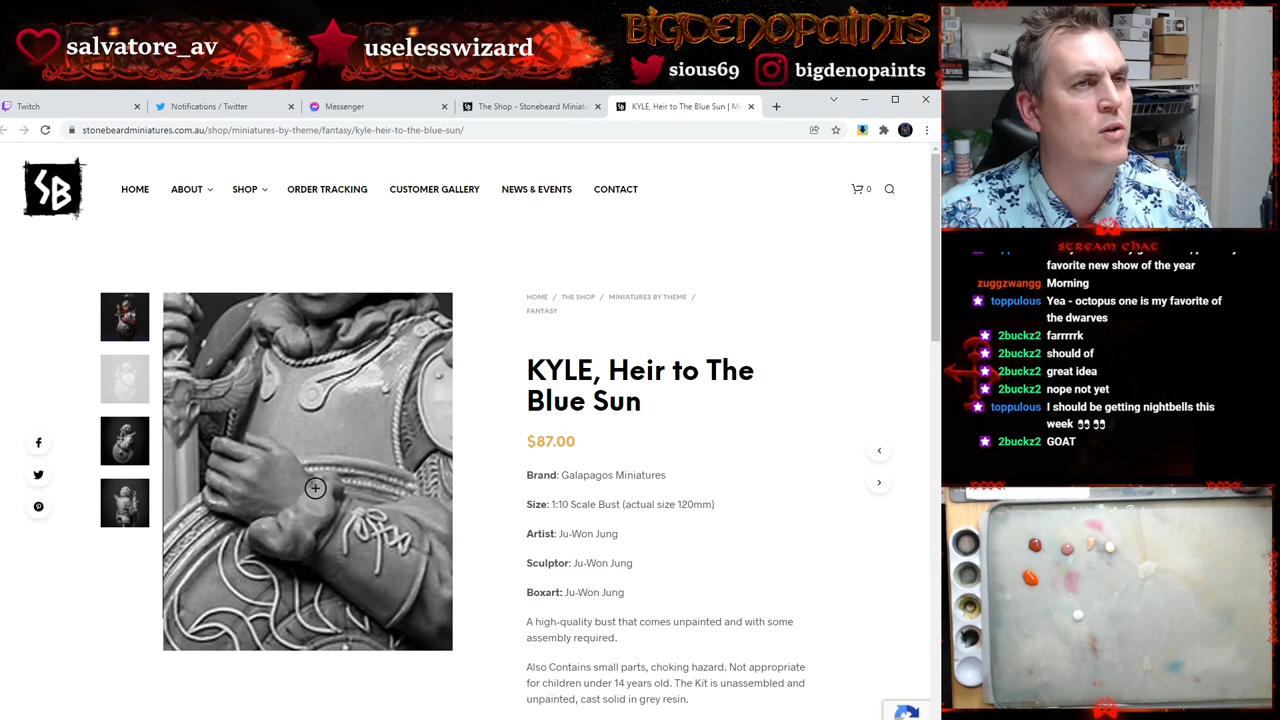 salvatore_av
uselesswizard
BIGDENOPAINTS
sious69
bigdenopaints
Twitch
Notifications / Twitter
Messenger
The Shop - Stonebeard Miniatu
KYLE, Heir to The Blue Sun | Mi
stonebeardminiatures.com.au/shop/miniatures-by-theme/fantasy/kyle-heir-to-the-blue-sun/
SB
HOME
ABOUT
SHOP
ORDER TRACKING
CUSTOMER GALLERY
NEWS & EVENTS
CONTACT
0
HOME / THE SHOP / MINIATURES BY THEME /
FANTASY
KYLE, Heir to The
Blue Sun
$87.00
Brand: Galapagos Miniatures
Size: 1:10 Scale Bust (actual size 120mm)
Artist: Ju-Won Jung
Sculptor: Ju-Won Jung
Boxart: Ju-Won Jung
A high-quality bust that comes unpainted and with some
assembly required.
Also Contains small parts, choking hazard. Not appropriate
for children under 14 years old. The Kit is unassembled and
unpainted, cast solid in grey resin.
STREAM CHAT
favorite new show of the year
zuggzwangg Morning
toppulous Yea - octopus one is my favorite of
the dwarves
2buckz2 farrrrrk
2buckz2 should of
2buckz2 great idea
2buckz2 nope not yet
toppulous I should be getting nightbells this
week 👀 👀
2buckz2 GOAT